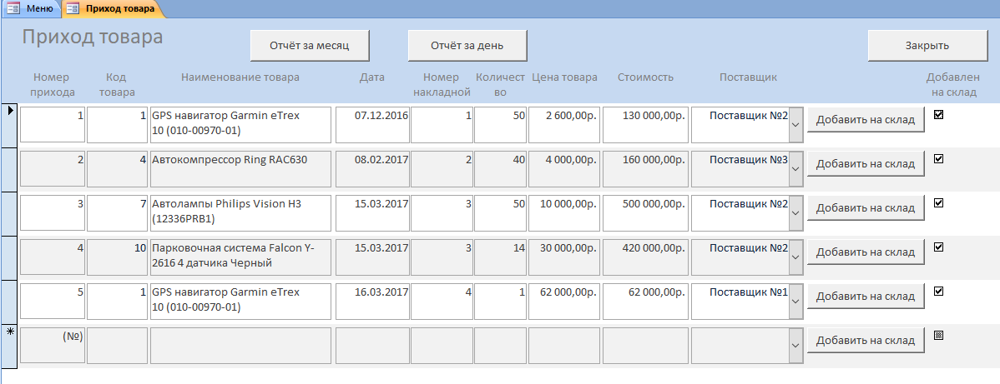 Меню Приход товара
Приход товара Отчёт за месяц Отчёт за день Закрыть
Номер Код Наименование товара Дата Номер Количест Цена товара Стоимость Поставщик Добавлен
прихода товара накладной во на склад
1 1 GPS навигатор Garmin eTrex 07.12.2016 1 50 2 600,00р. 130 000,00р. Поставщик №2 Добавить на склад
10 (010-00970-01)
2 4 Автокомпрессор Ring RAC630 08.02.2017 2 40 4 000,00р. 160 000,00р. Поставщик №3 Добавить на склад
3 7 Автолампы Philips Vision H3 15.03.2017 3 50 10 000,00р. 500 000,00р. Поставщик №2 Добавить на склад
(12336PRB1)
4 10 Парковочная система Falcon Y- 15.03.2017 3 14 30 000,00р. 420 000,00р. Поставщик №2 Добавить на склад
2616 4 датчика Черный
5 1 GPS навигатор Garmin eTrex 16.03.2017 4 1 62 000,00р. 62 000,00р. Поставщик №1 Добавить на склад
10 (010-00970-01)
(№) Добавить на склад